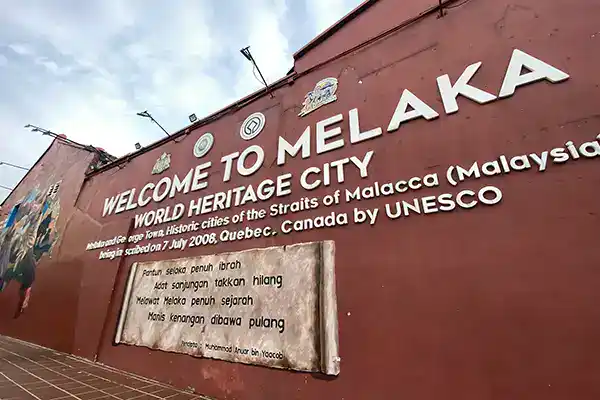 WELCOME TO MELAKA
WORLD HERITAGE CITY
Melaka and George Town, Historic cities of the Straits of Malacca (Malaysia)
being inscribed on 7 July 2008, Quebec, Canada by UNESCO
Pantun seloka penuh ibrah
Adat sanjungan takkan hilang
Melawat Melaka penuh sejarah
Manis kenangan dibawa pulang
Pencipta - Muhammad Anuar bin Yaacob